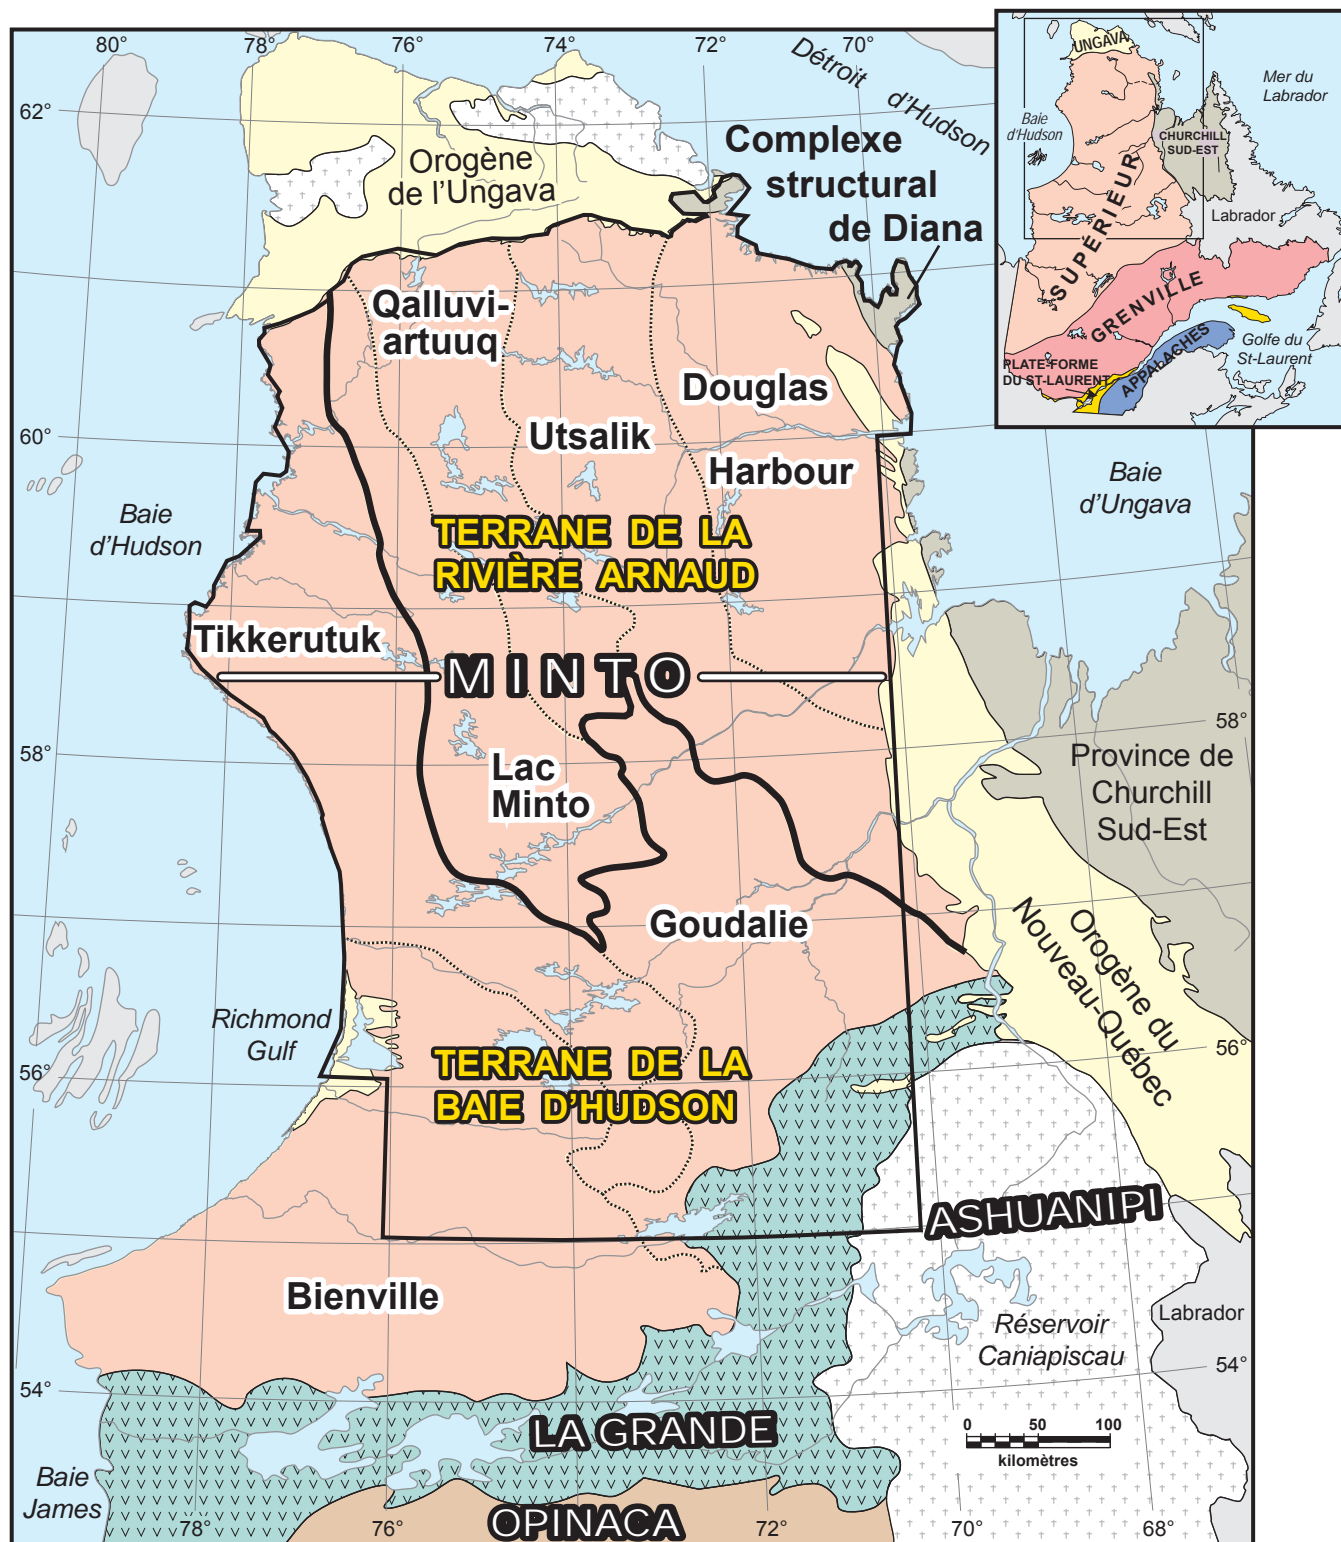 80°
78°
76°
74°
72°
70°
Détroit
d'Hudson
62°
Orogène
de l'Ungava
Complexe
structural
de Diana
UNGAVA
Mer du
Labrador
Baie
d'Hudson
CHURCHILL
SUD-EST
SUPÉRIEUR
Labrador
GRENVILLE
Golfe du
St-Laurent
PLATE-FORME
DU ST-LAURENT
APPALACHES
Qalluvi-
artuuq
Douglas
60°
Utsalik
Harbour
Baie
d'Ungava
Baie
d'Hudson
TERRANE DE LA
RIVIÈRE ARNAUD
Tikkerutuk
MINTO
58°
58°
Lac
Minto
Province de
Churchill
Sud-Est
Goudalie
Orogène du
Nouveau-Québec
Richmond
Gulf
56°
56°
TERRANE DE LA
BAIE D'HUDSON
ASHUANIPI
Bienville
Réservoir
Caniapiscau
Labrador
54°
54°
0 50 100
kilomètres
LA GRANDE
Baie
James
OPINACA
78°
76°
72°
70°
68°